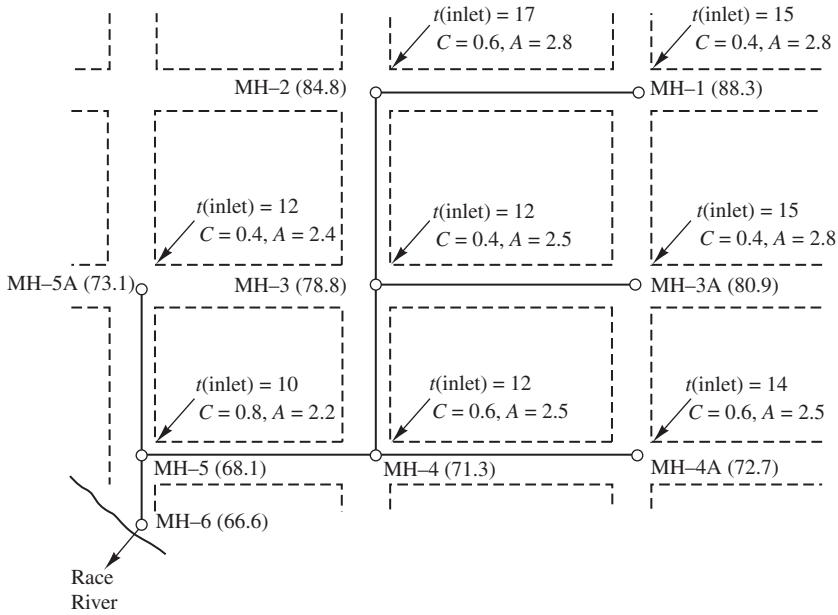 t(inlet) = 17
C = 0.6, A = 2.8
t(inlet) = 15
C = 0.4, A = 2.8
MH–2 (84.8)
MH–1 (88.3)
t(inlet) = 12
C = 0.4, A = 2.4
t(inlet) = 12
C = 0.4, A = 2.5
t(inlet) = 15
C = 0.4, A = 2.8
MH–5A (73.1)
MH–3 (78.8)
MH–3A (80.9)
t(inlet) = 10
C = 0.8, A = 2.2
t(inlet) = 12
C = 0.6, A = 2.5
t(inlet) = 14
C = 0.6, A = 2.5
MH–5 (68.1)
MH–4 (71.3)
MH–4A (72.7)
MH–6 (66.6)
Race
River